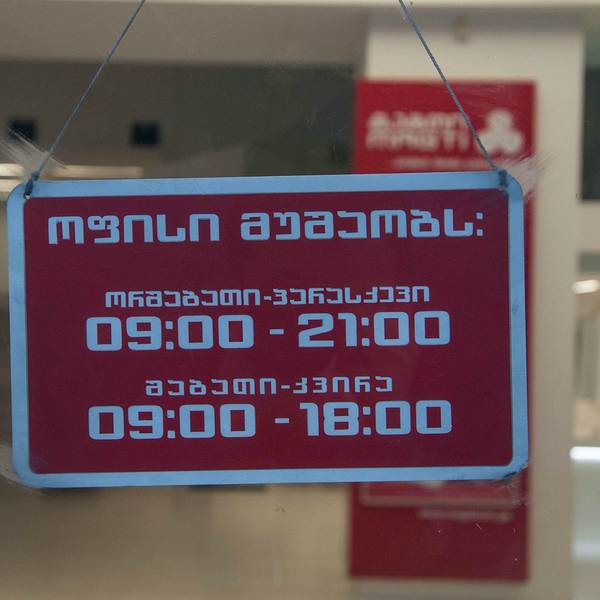 ოფისი მუშაობს:
ორშაბათი-პარასკევი
09:00 - 21:00
შაბათი-კვირა
09:00 - 18:00